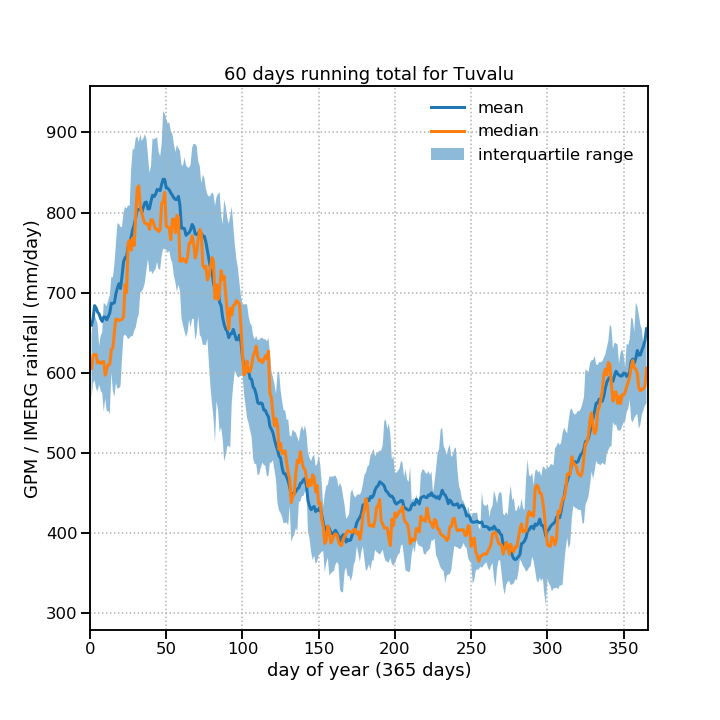 60 days running total for Tuvalu
mean
median
interquartile range
GPM / IMERG rainfall (mm/day)
900
800
700
600
500
400
300
0 50 100 150 200 250 300 350
day of year (365 days)